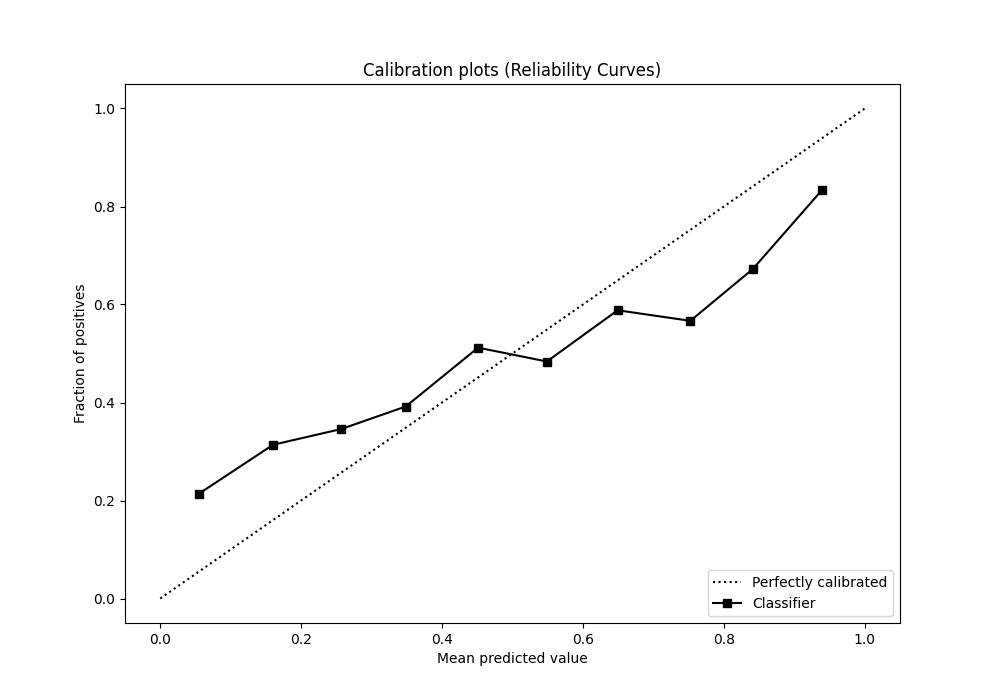 Calibration plots (Reliability Curves)
1.0
0.8
0.6
0.4
0.2
0.0
Fraction of positives
Perfectly calibrated
Classifier
0.0 0.2 0.4 0.6 0.8 1.0
Mean predicted value